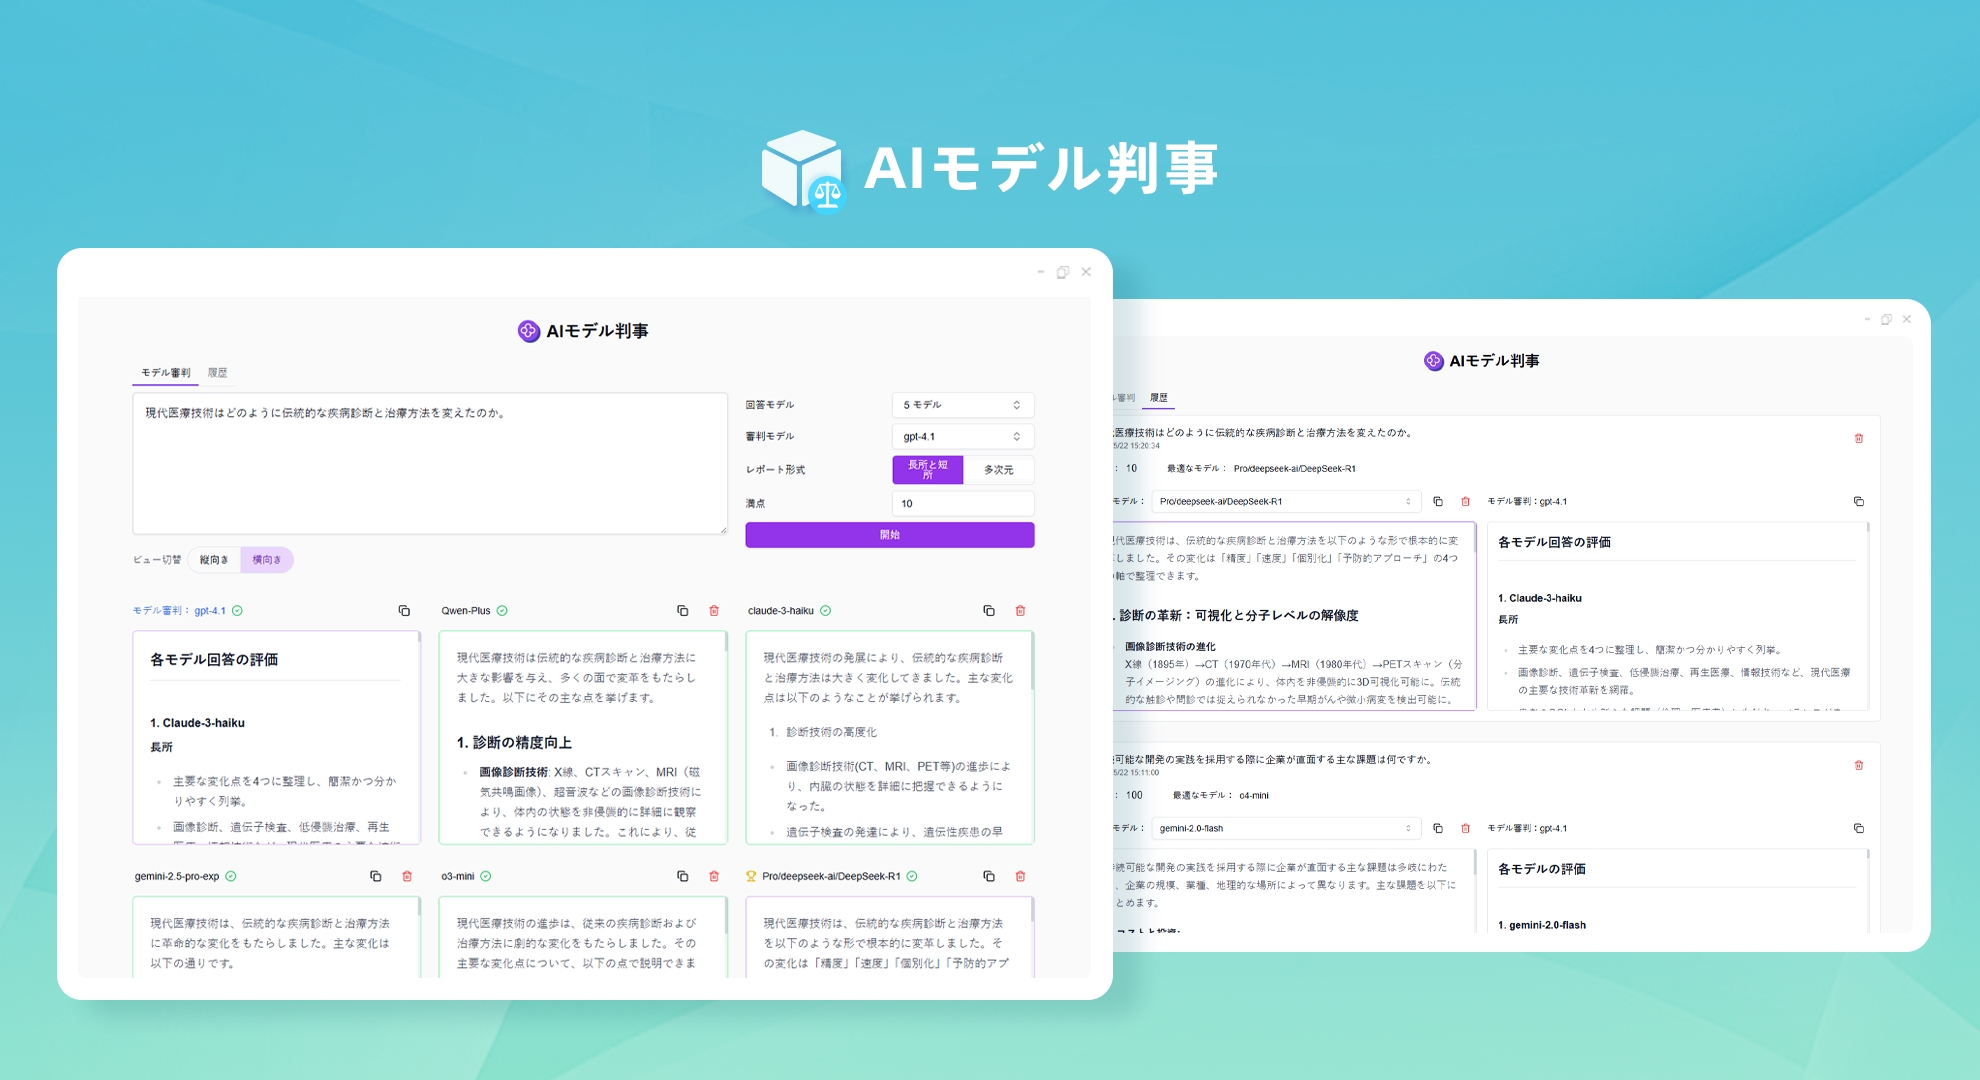 AIモデル判事
AIモデル判事
モデル審判 履歴
現代医療技術はどのように伝統的な疾病診断と治療方法を変えたのか。
回答モデル 5 モデル
審判モデル gpt-4.1
レポート形式 長所と短所 多次元
満点 10
開始
ビュー切替 縦向き 横向き
モデル審判： gpt-4.1
各モデル回答の評価
1. Claude-3-haiku
長所
主要な変化点を4つに整理し、簡潔かつ分か
りやすく列挙。
画像診断、遺伝子検査、低侵襲治療、再生
Qwen-Plus
現代医療技術は伝統的な疾病診断と治療方法に
大きな影響を与え、多くの面で変革をもたらし
ました。以下にその主な点を挙げます。
1. 診断の精度向上
画像診断技術: X線、CTスキャン、MRI（磁
気共鳴画像）、超音波などの画像診断技術に
より、体内の状態を非侵襲的に詳細に観察
できるようになりました。これにより、従
claude-3-haiku
現代医療技術の発展により、伝統的な疾病診断
と治療方法は大きく変化してきました。主な変化
点は以下のようなことが挙げられます。
1. 診断技術の高度化
画像診断技術(CT、MRI、PET等)の進歩によ
り、内臓の状態を詳細に把握できるように
なった。
遺伝子検査の発達により、遺伝性疾患の早
gemini-2.5-pro-exp
現代医療技術は、伝統的な疾病診断と治療方法
に革命的な変化をもたらしました。主な変化は
以下の通りです。
o3-mini
現代医療技術の進歩は、従来の疾病診断および
治療方法に劇的な変化をもたらしました。その
主要な変化点について、以下の点で説明できま
Pro/deepseek-ai/DeepSeek-R1
現代医療技術は、伝統的な疾病診断と治療方法
を以下のような形で根本的に変革しました。そ
の変化は「精度」「速度」「個別化」「予防的アプ
AIモデル判事
審判 履歴
医療技術はどのように伝統的な疾病診断と治療方法を変えたのか。
5/22 15:20:34
： 10 最適なモデル： Pro/deepseek-ai/DeepSeek-R1
モデル： Pro/deepseek-ai/DeepSeek-R1
モデル審判：gpt-4.1
代医療技術は、伝統的な疾病診断と治療方法を以下のような形で根本的に変
しました。その変化は「精度」「速度」「個別化」「予防的アプローチ」の4つ
軸で整理できます。
. 診断の革新：可視化と分子レベルの解像度
画像診断技術の進化
X線（1895年）→CT（1970年代）→MRI（1980年代）→PETスキャン（分
子イメージング）の進化により、体内を非侵襲的に3D可視化可能に。伝統
的な触診や問診では捉えられなかった早期がんや微小病変を検出可能に。
各モデル回答の評価
1. Claude-3-haiku
長所
主要な変化点を4つに整理し、簡潔かつ分かりやすく列挙。
画像診断、遺伝子検査、低侵襲治療、再生医療、情報技術など、現代医療
の主要な技術革新を網羅。
可能な開発の実践を採用する際に企業が直面する主な課題は何ですか。
5/22 15:11:00
： 100 最適なモデル： o4-mini
モデル： gemini-2.0-flash
モデル審判：gpt-4.1
続可能な開発の実践を採用する際に企業が直面する主な課題は多岐にわた
、企業の規模、業種、地理的な場所によって異なります。主な課題を以下に
とめます。
各モデルの評価
1. gemini-2.0-flash